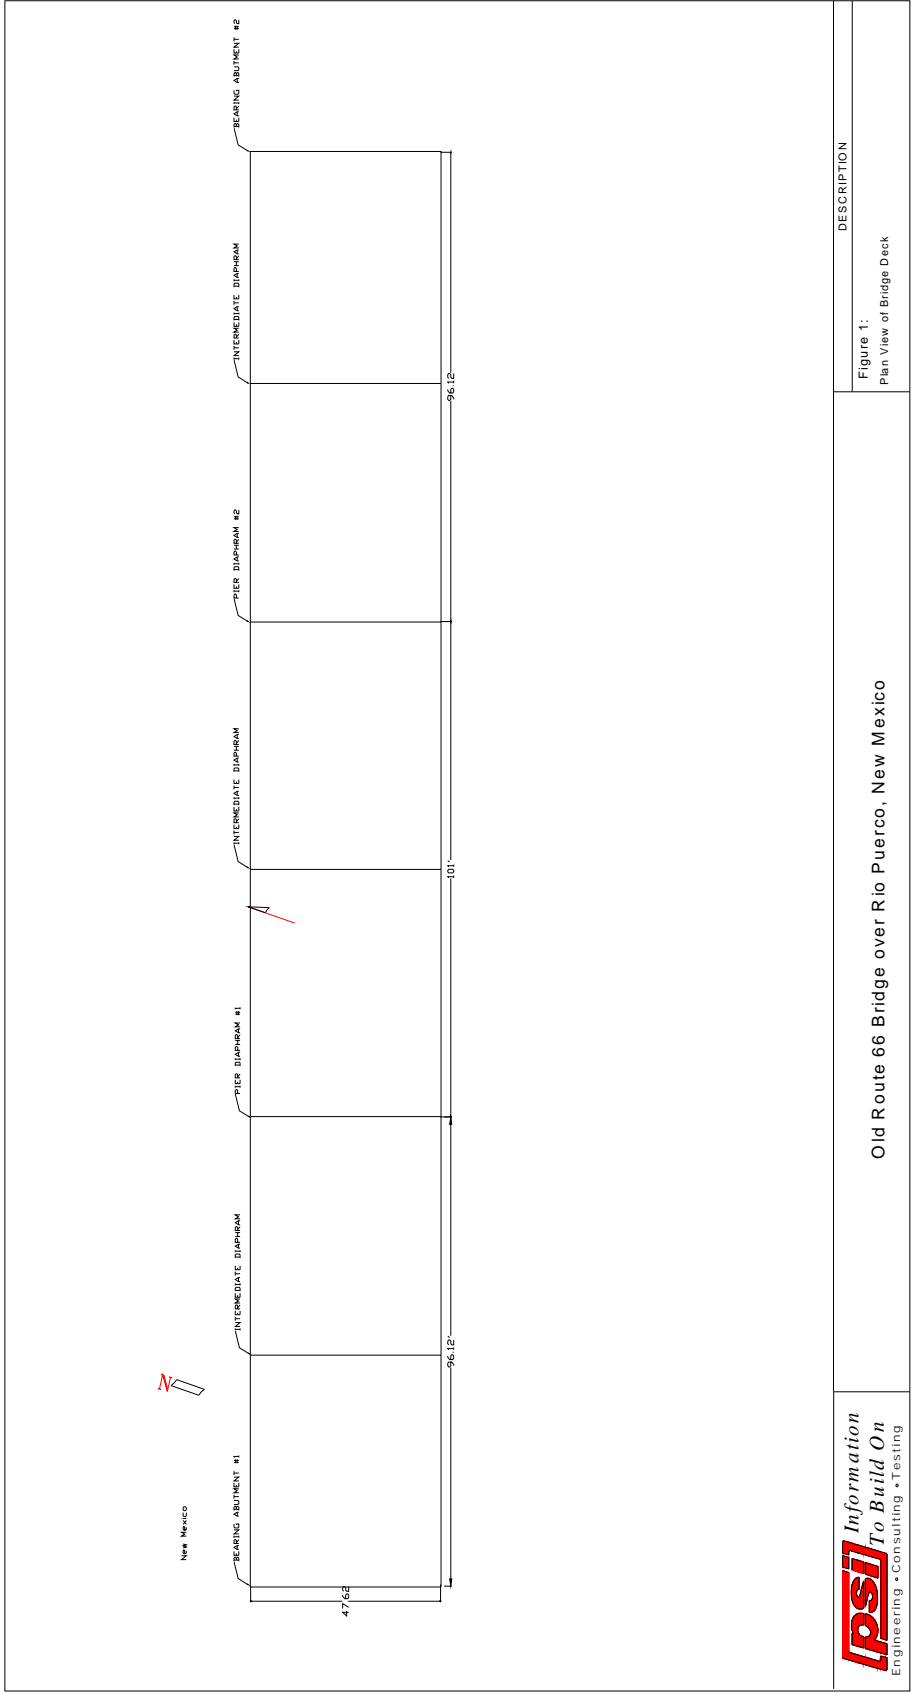 New Mexico
N
BEARING ABUTMENT #1
INTERMEDIATE DIAPHRAM
PIER DIAPHRAM #1
INTERMEDIATE DIAPHRAM
PIER DIAPHRAM #2
INTERMEDIATE DIAPHRAM
BEARING ABUTMENT #2
47.62
96.12'
101'
96.12'
psi
Information
To Build On
Engineering • Consulting • Testing
Old Route 66 Bridge over Rio Puerco, New Mexico
DESCRIPTION
Figure 1:
Plan View of Bridge Deck